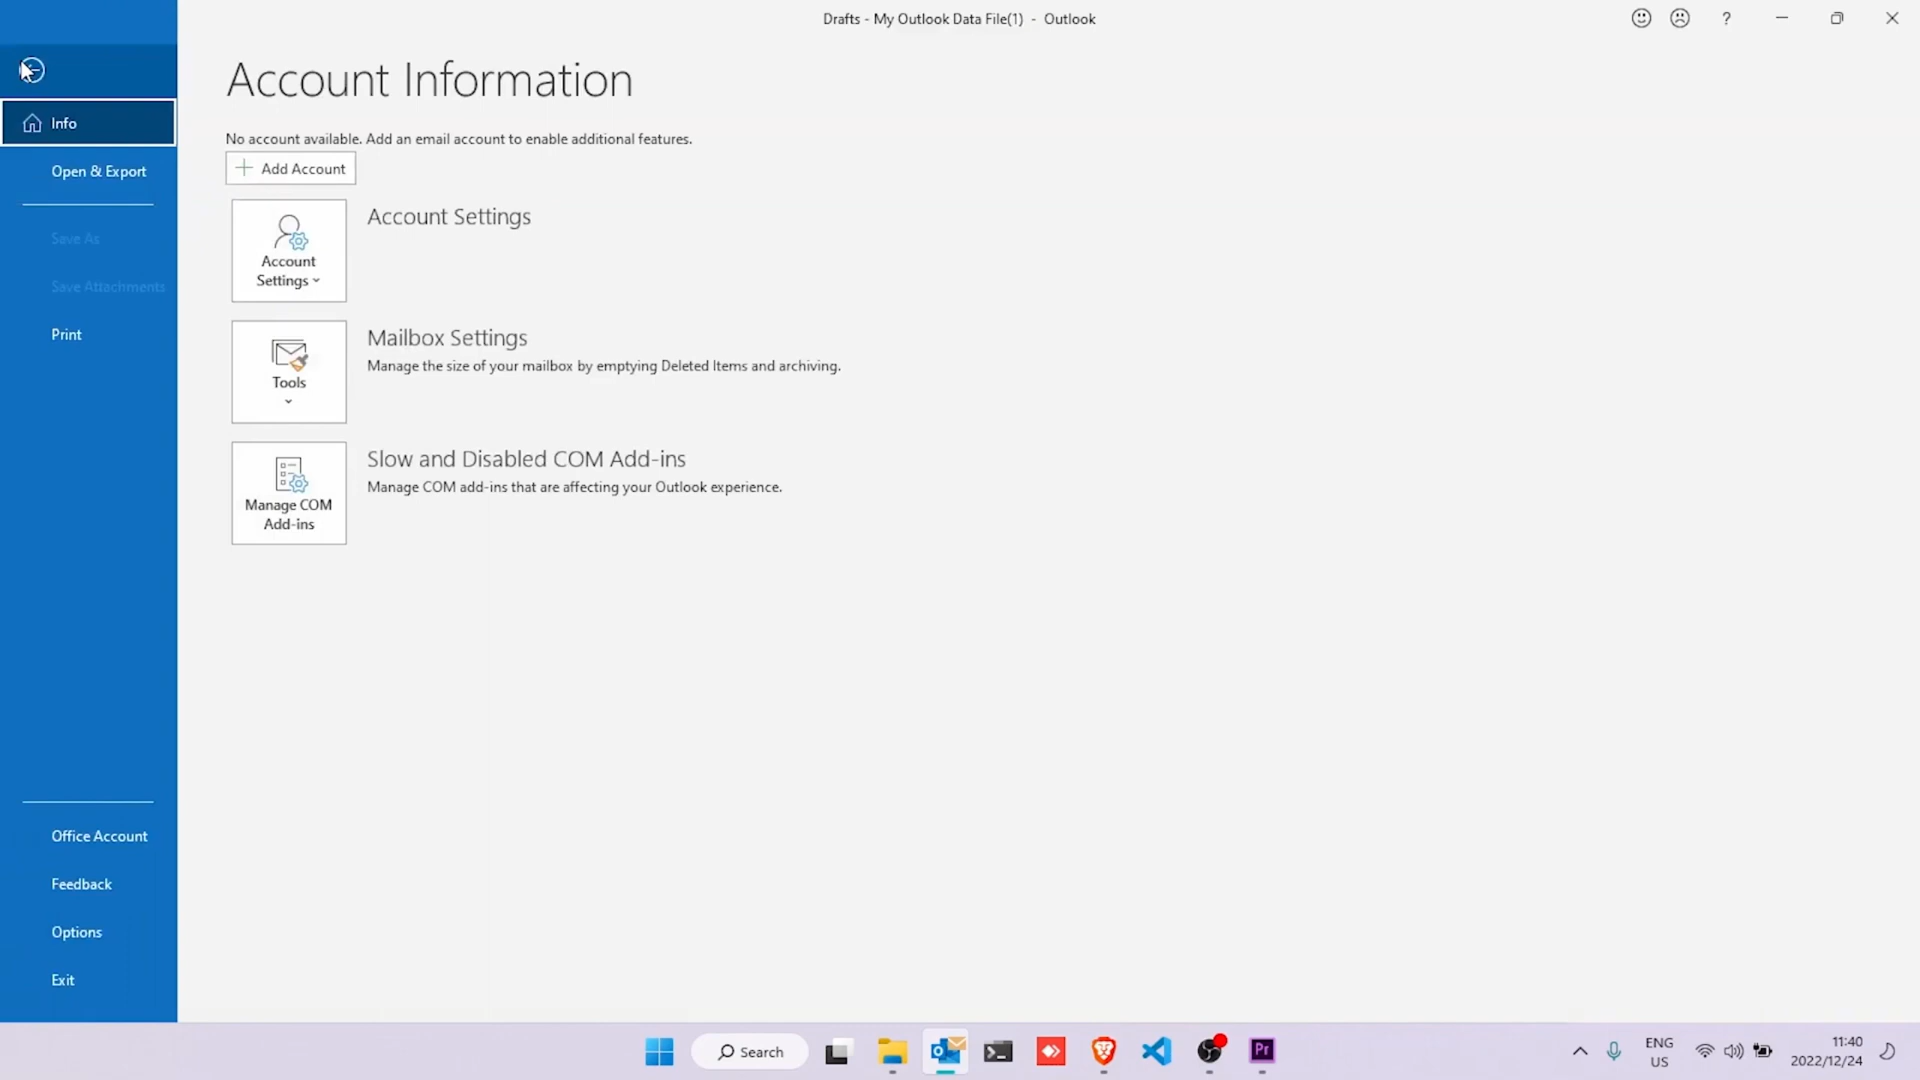 Drafts - My Outlook Data File(1) - Outlook
?
Account Information
Info
No account available. Add an email account to enable additional features.
Add Account
Open & Export
Account
Settings
Account Settings
Save As
Save Attachments
Print
Tools
Mailbox Settings
Manage the size of your mailbox by emptying Deleted Items and archiving.
Manage COM
Add-ins
Slow and Disabled COM Add-ins
Manage COM add-ins that are affecting your Outlook experience.
Office Account
Feedback
Options
Exit
Search
Pr
ENG
US
11:40
2022/12/24